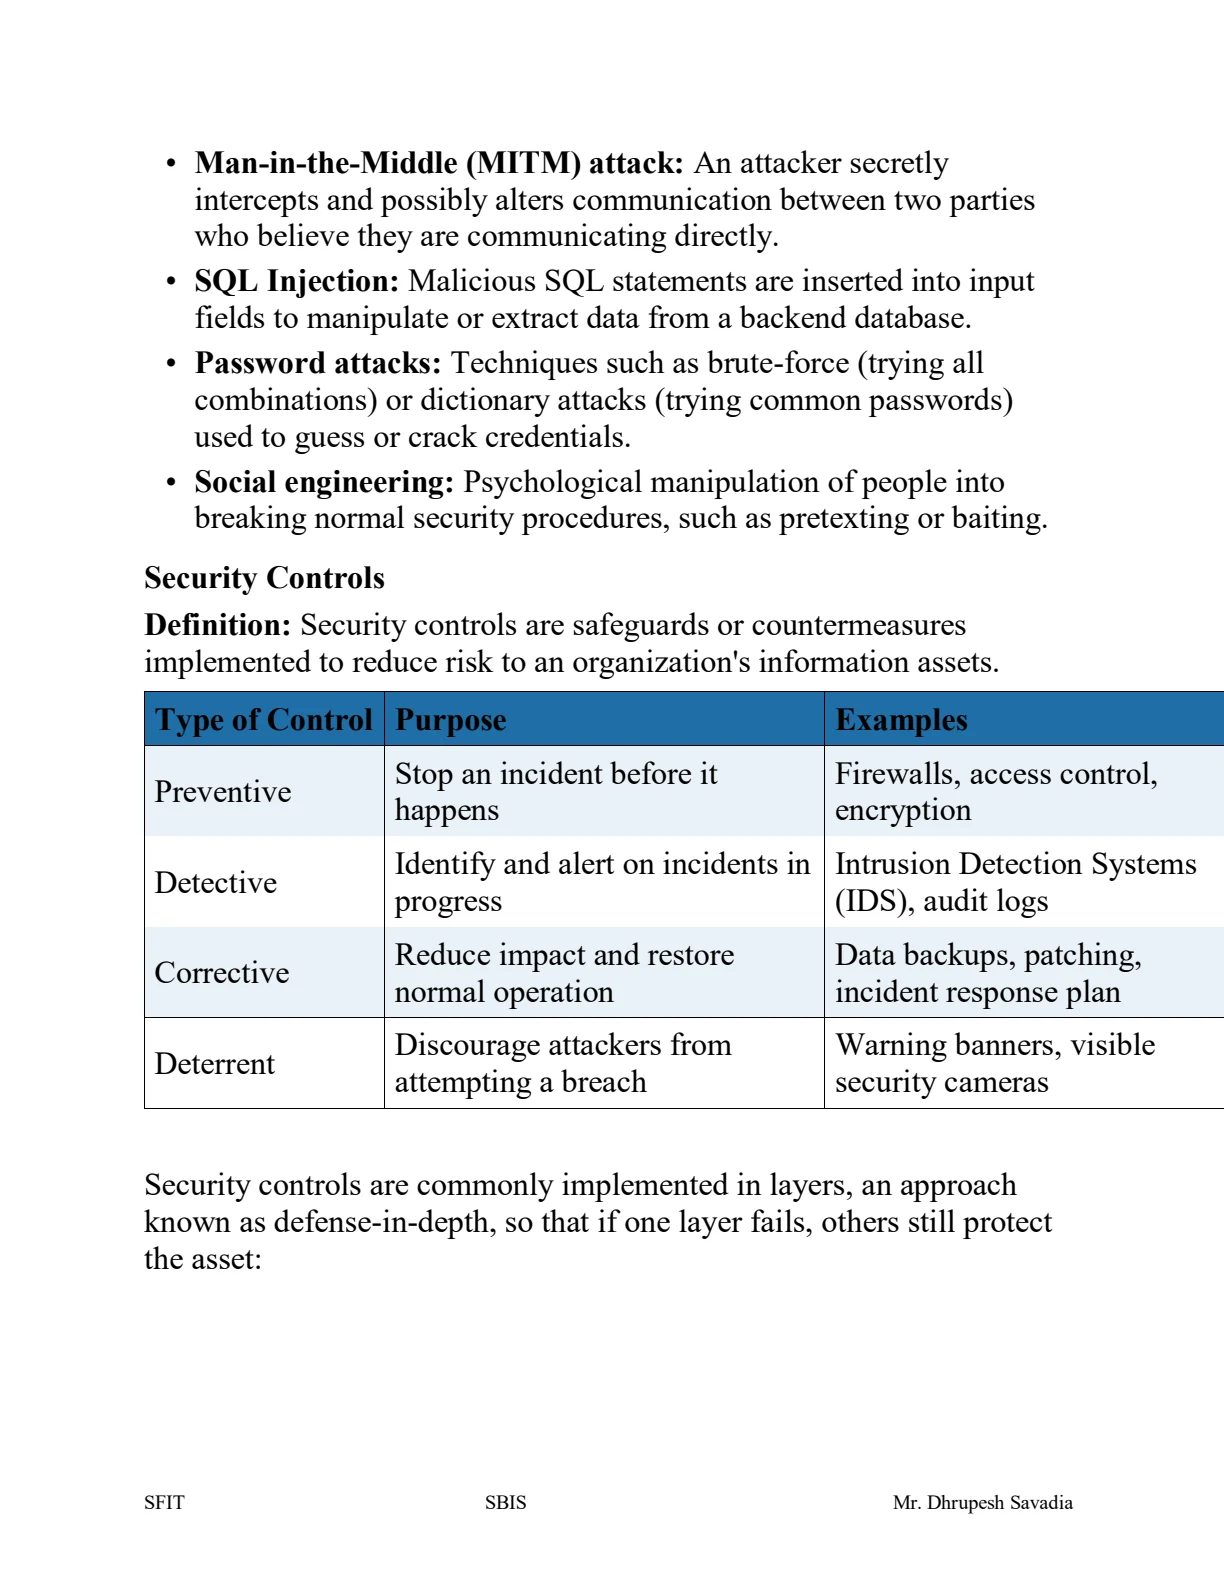 • Man-in-the-Middle (MITM) attack: An attacker secretly
intercepts and possibly alters communication between two parties
who believe they are communicating directly.
• SQL Injection: Malicious SQL statements are inserted into input
fields to manipulate or extract data from a backend database.
• Password attacks: Techniques such as brute-force (trying all
combinations) or dictionary attacks (trying common passwords)
used to guess or crack credentials.
• Social engineering: Psychological manipulation of people into
breaking normal security procedures, such as pretexting or baiting.
Security Controls
Definition: Security controls are safeguards or countermeasures
implemented to reduce risk to an organization's information assets.
Type of Control Purpose Examples
Preventive
Stop an incident before it
happens
Firewalls, access control,
encryption
Detective
Identify and alert on incidents in
progress
Intrusion Detection Systems
(IDS), audit logs
Corrective
Reduce impact and restore
normal operation
Data backups, patching,
incident response plan
Deterrent
Discourage attackers from
attempting a breach
Warning banners, visible
security cameras
Security controls are commonly implemented in layers, an approach
known as defense-in-depth, so that if one layer fails, others still protect
the asset:
SFIT SBIS Mr. Dhrupesh Savadia